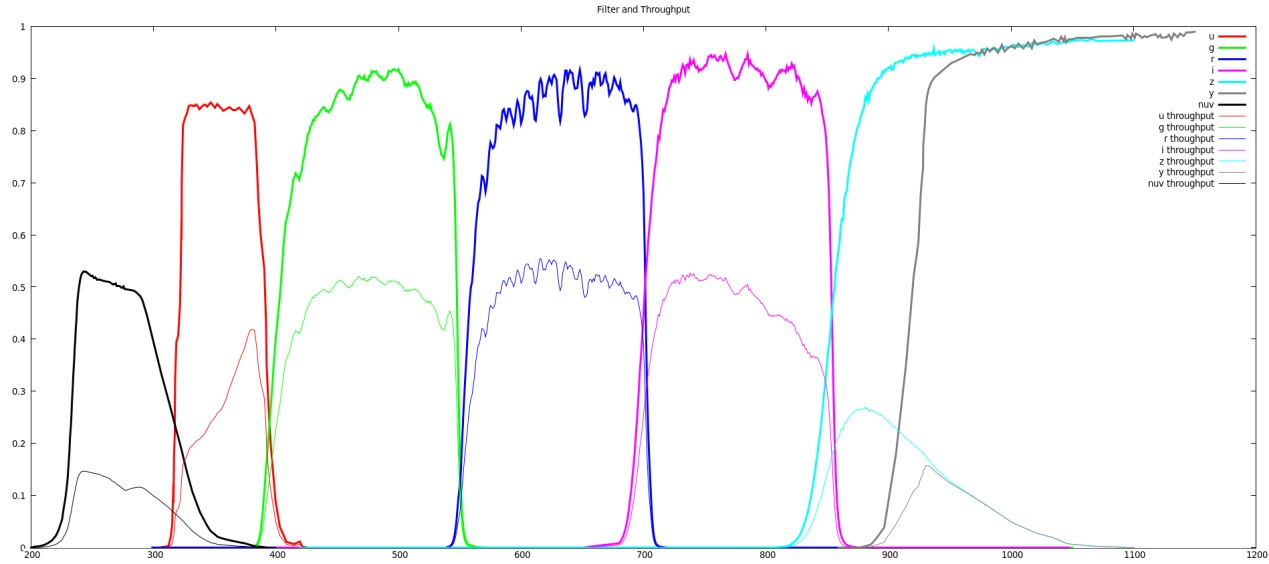 Filter and Throughput
1
0.9
0.8
0.7
0.6
0.5
0.4
0.3
0.2
0.1
0
200 300 400 500 600 700 800 900 1000 1100 1200
u
g
r
i
z
y
nuv
u throughput
g throughput
r thoughput
i throughput
z throughput
y throughput
nuv throughput